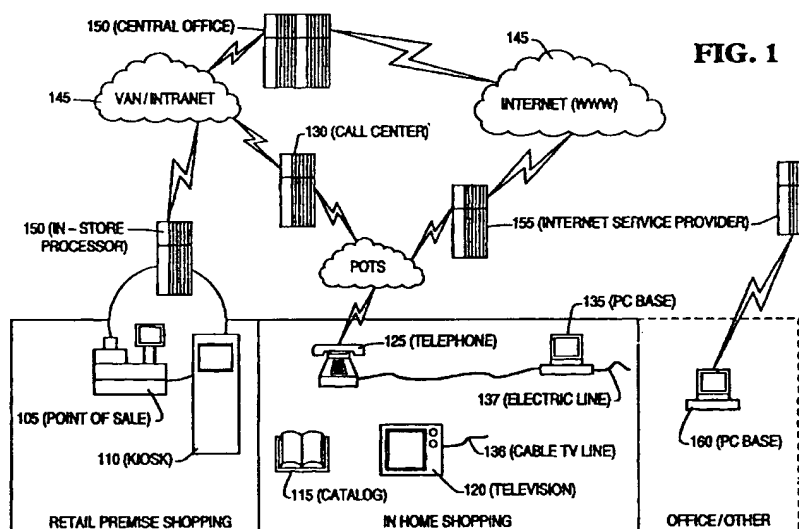 150 (CENTRAL OFFICE)
145
FIG. 1
145
VAN / INTRANET
INTERNET (WWW)
130 (CALL CENTER)
150 (IN - STORE
PROCESSOR)
155 (INTERNET SERVICE PROVIDER)
POTS
135 (PC BASE)
125 (TELEPHONE)
137 (ELECTRIC LINE)
105 (POINT OF SALE)
160 (PC BASE)
110 (KIOSK)
136 (CABLE TV LINE)
115 (CATALOG)
120 (TELEVISION)
RETAIL PREMISE SHOPPING
IN HOME SHOPPING
OFFICE / OTHER